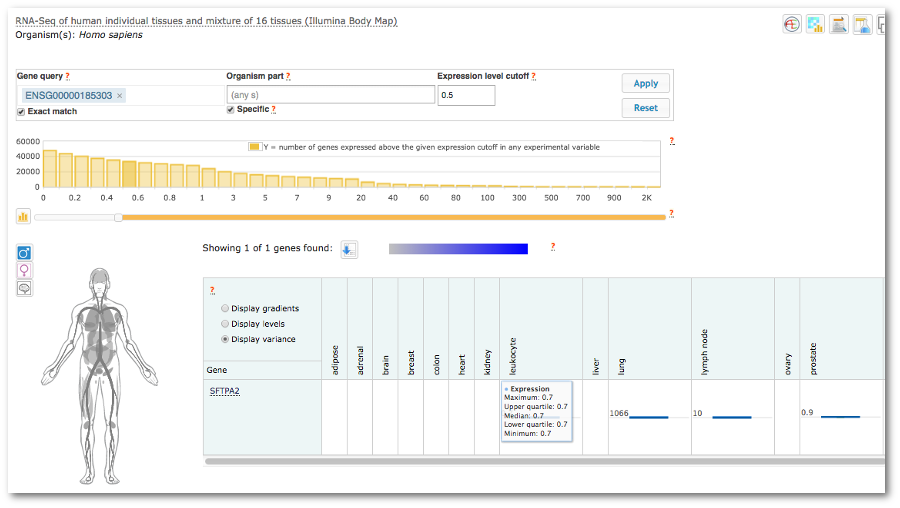 RNA-Seq of human individual tissues and mixture of 16 tissues (Illumina Body Map)
Organism(s): Homo sapiens
Gene query ? Organism part ? Expression level cutoff ?
ENSG00000185303 × (any s) 0.5 Apply
Exact match Specific ? Reset
60000
40000
20000
0
Y = number of genes expressed above the given expression cutoff in any experimental variable
?
0 0.2 0.4 0.6 0.8 1 3 5 7 9 20 40 60 80 100 300 500 700 900 2K
?
Showing 1 of 1 genes found: ?
?
Display gradients
Display levels
Display variance
Gene
adipose
adrenal
brain
breast
colon
heart
kidney
leukocyte
liver
lung
lymph node
ovary
prostate
SFTPA2
Expression
Maximum: 0.7
Upper quartile: 0.7
Median: 0.7
Lower quartile: 0.7
Minimum: 0.7
1066 10 0.9